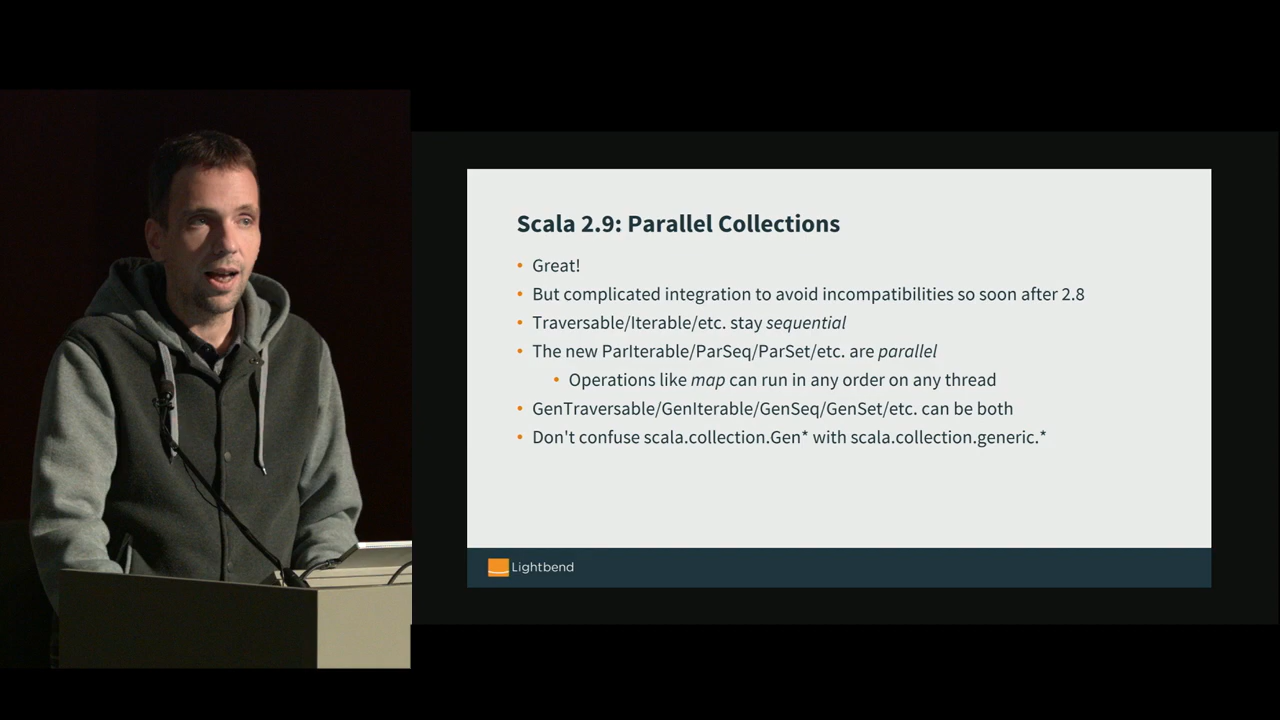 Scala 2.9: Parallel Collections
• Great!
• But complicated integration to avoid incompatibilities so soon after 2.8
• Traversable/Iterable/etc. stay sequential
• The new ParIterable/ParSeq/ParSet/etc. are parallel
• Operations like map can run in any order on any thread
• GenTraversable/GenIterable/GenSeq/GenSet/etc. can be both
• Don't confuse scala.collection.Gen* with scala.collection.generic.*
Lightbend